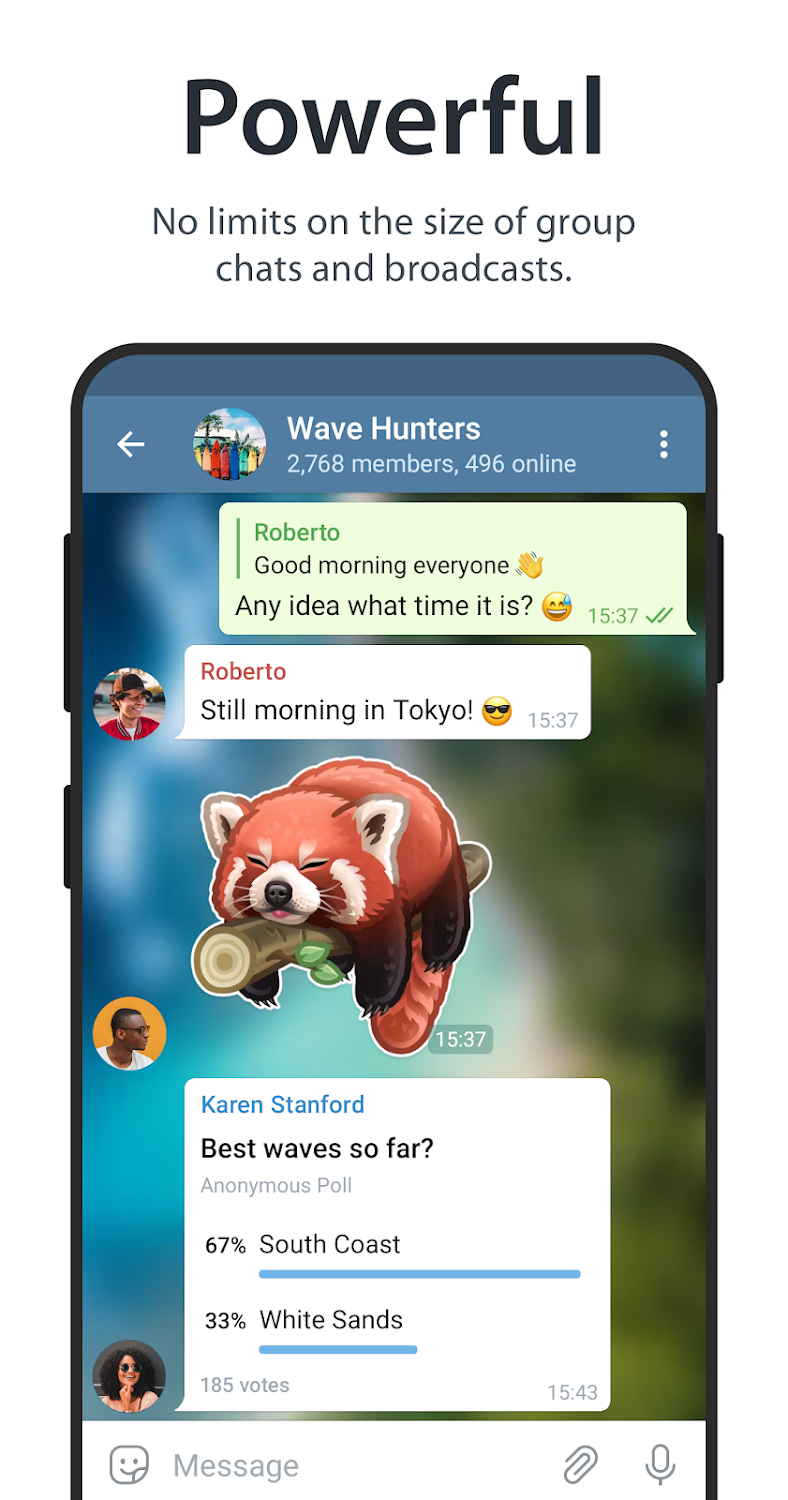 Powerful
No limits on the size of group
chats and broadcasts.
Wave Hunters
2,768 members, 496 online
Roberto
Good morning everyone 👋
Any idea what time it is? 😅 15:37
Roberto
Still morning in Tokyo! 😎 15:37
15:37
Karen Stanford
Best waves so far?
Anonymous Poll
67% South Coast
33% White Sands
185 votes 15:43
Message